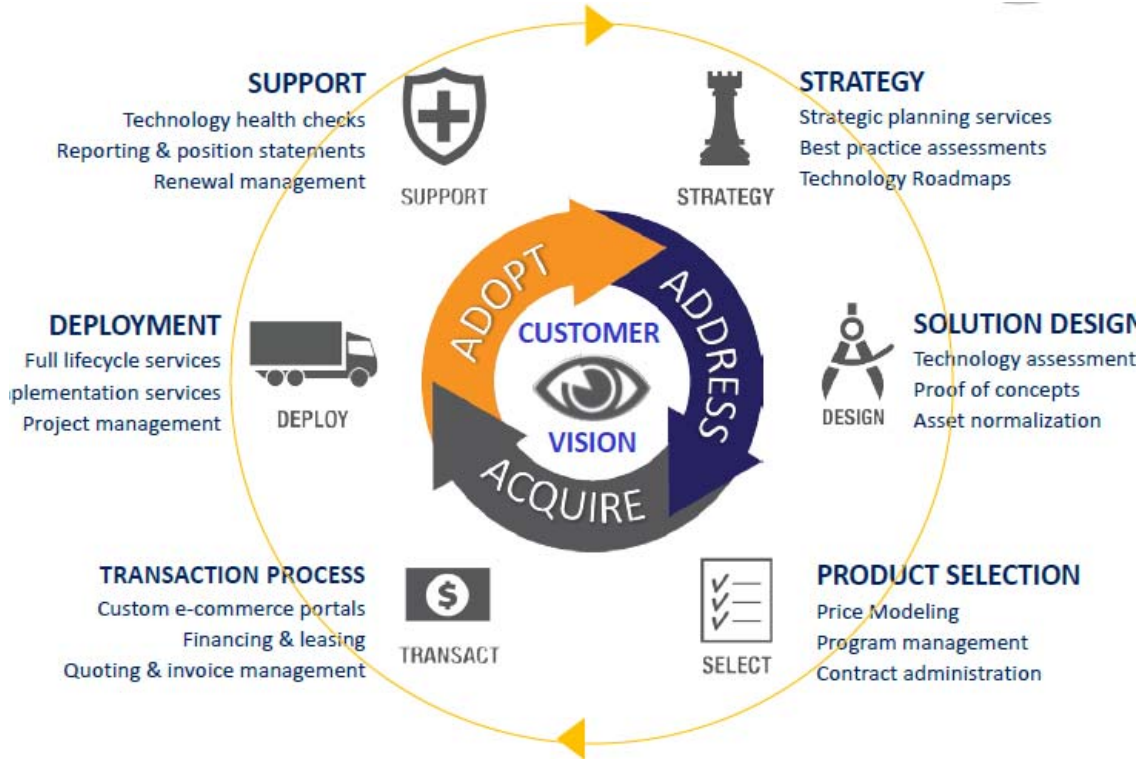 SUPPORT
Technology health checks
Reporting & position statements
Renewal management
SUPPORT
STRATEGY
Strategic planning services
Best practice assessments
Technology Roadmaps
STRATEGY
ADOPT
ADDRESS
ACQUIRE
CUSTOMER
VISION
DEPLOYMENT
Full lifecycle services
plementation services
Project management
DEPLOY
SOLUTION DESIGN
Technology assessment
Proof of concepts
Asset normalization
DESIGN
TRANSACTION PROCESS
Custom e-commerce portals
Financing & leasing
Quoting & invoice management
TRANSACT
$
PRODUCT SELECTION
Price Modeling
Program management
Contract administration
SELECT